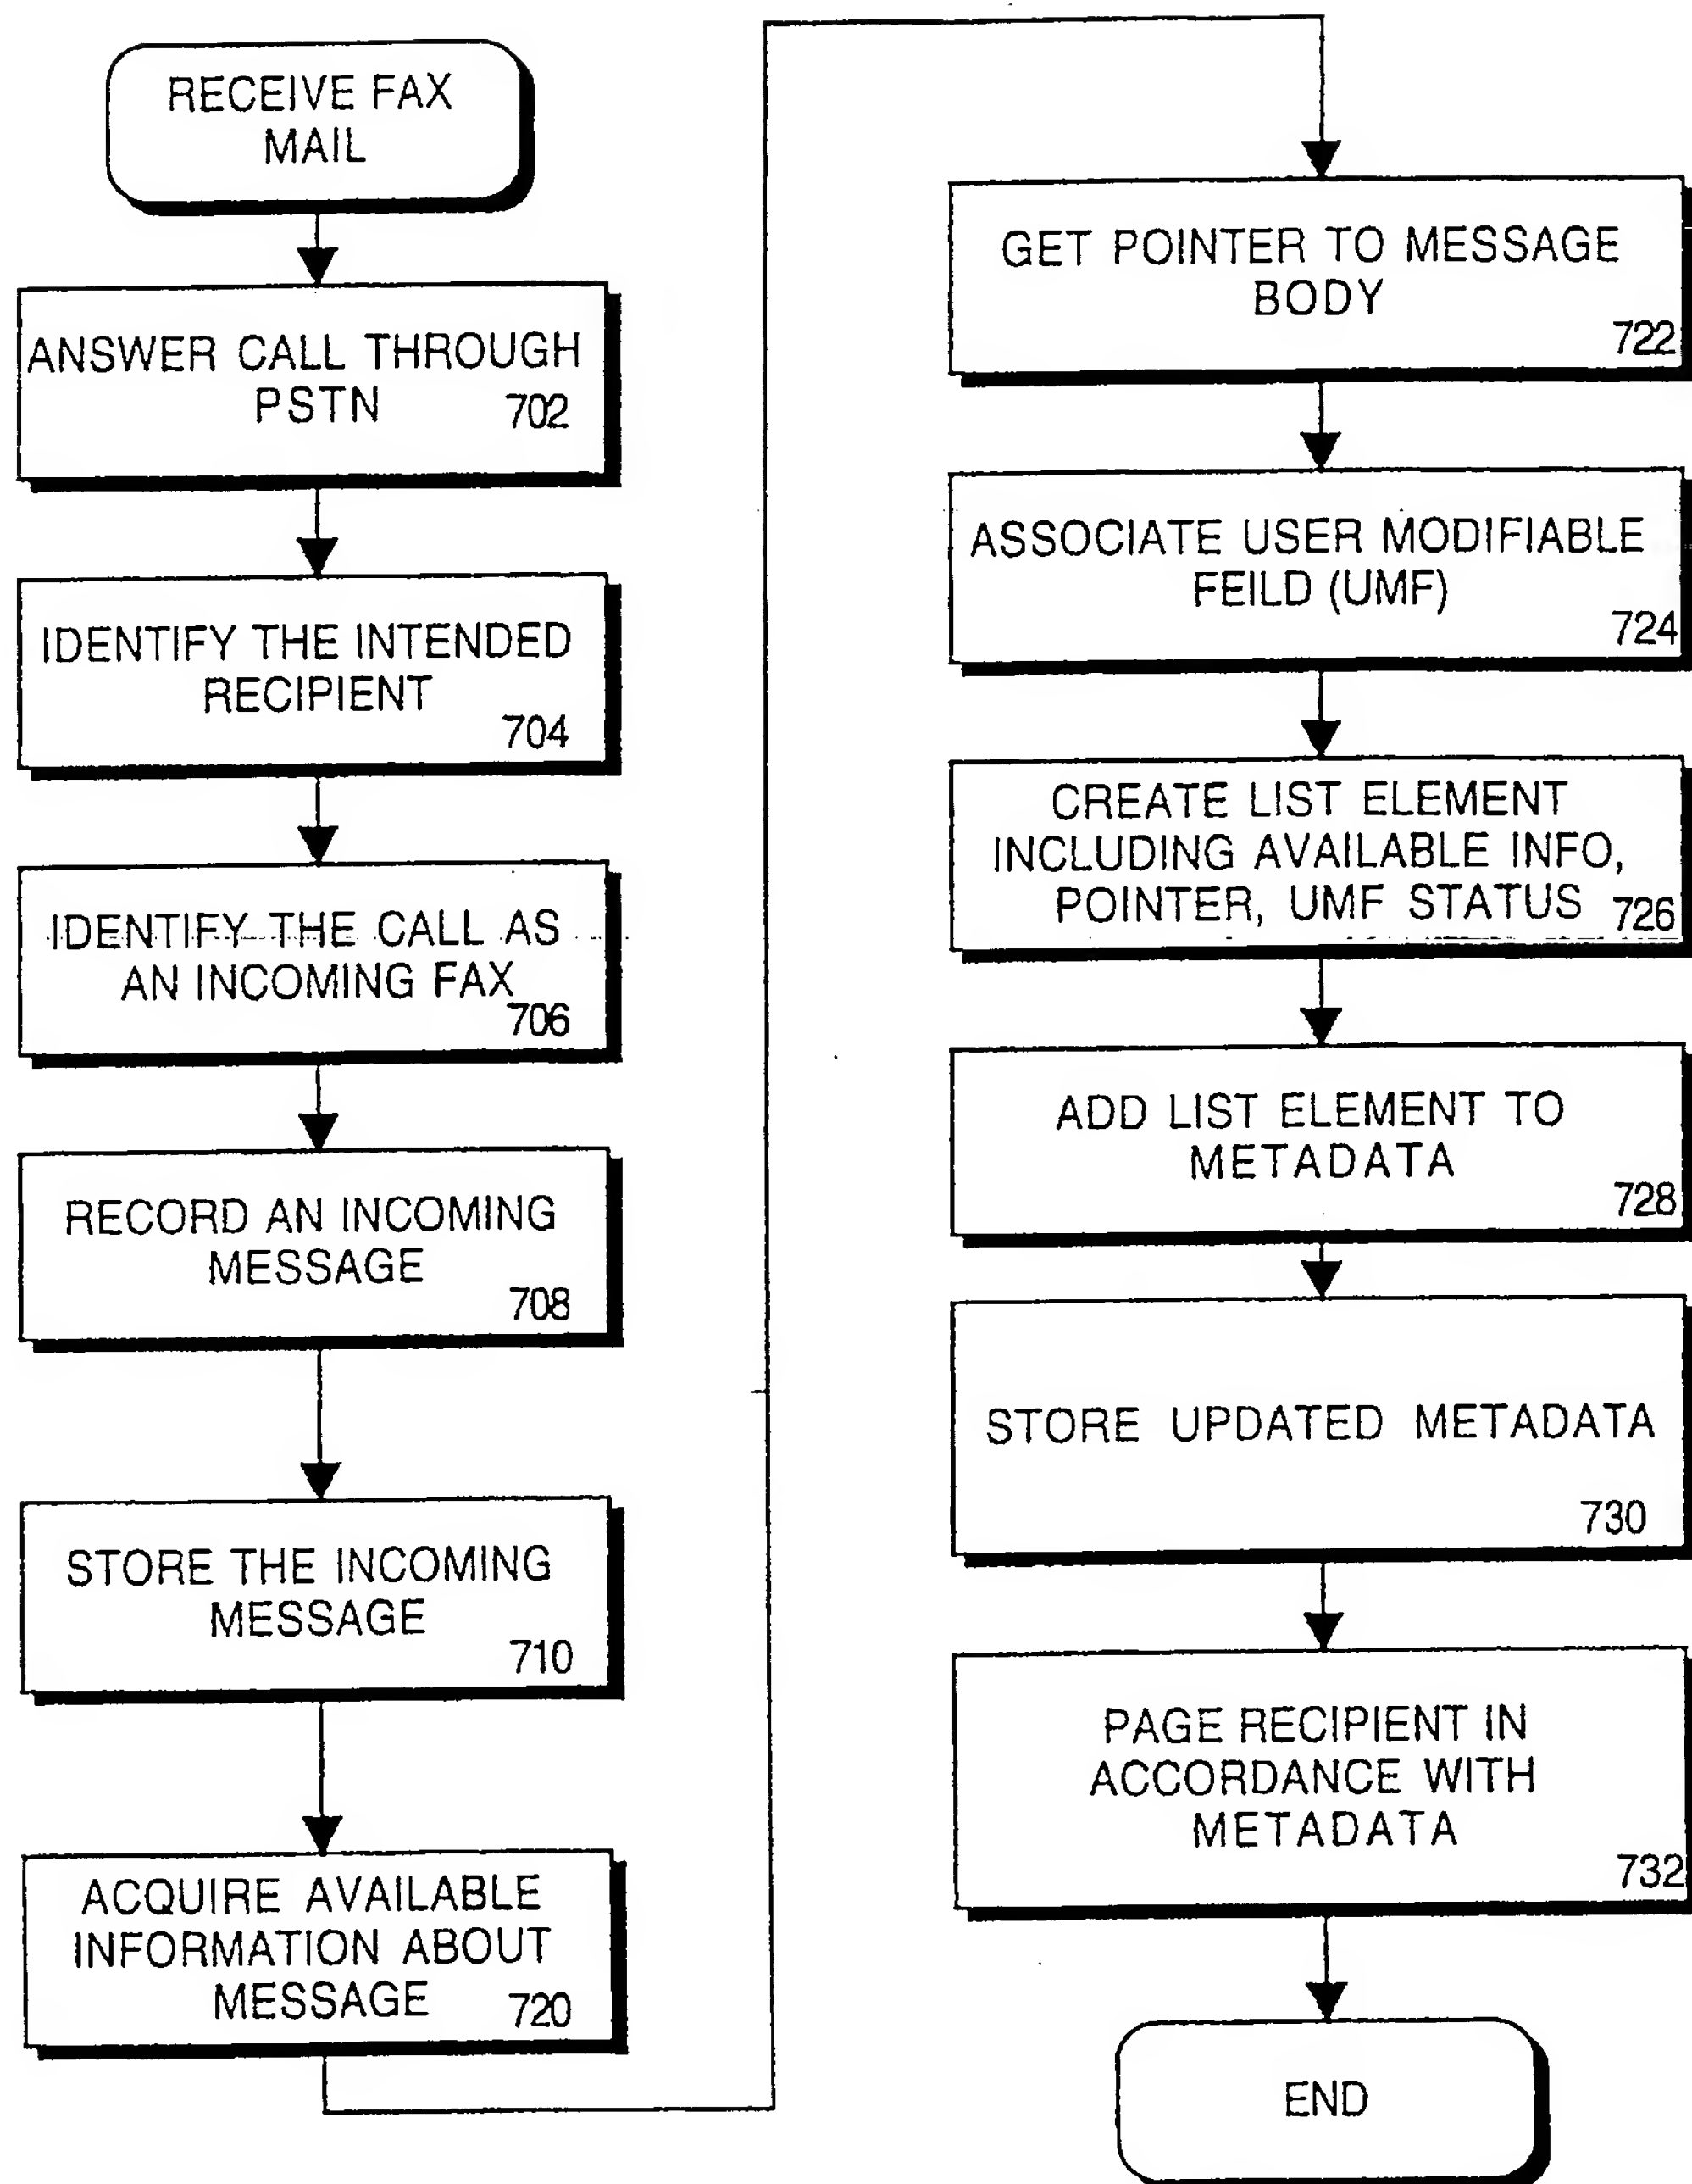 RECEIVE FAX
MAIL
ANSWER CALL THROUGH
PSTN 702
IDENTIFY THE INTENDED
RECIPIENT
704
IDENTIFY THE CALL AS
AN INCOMING FAX
706
RECORD AN INCOMING
MESSAGE
708
STORE THE INCOMING
MESSAGE
710
ACQUIRE AVAILABLE
INFORMATION ABOUT
MESSAGE 720
GET POINTER TO MESSAGE
BODY
722
ASSOCIATE USER MODIFIABLE
FEILD (UMF)
724
CREATE LIST ELEMENT
INCLUDING AVAILABLE INFO,
POINTER, UMF STATUS 726
ADD LIST ELEMENT TO
METADATA
728
STORE UPDATED METADATA
730
PAGE RECIPIENT IN
ACCORDANCE WITH
METADATA
732
END